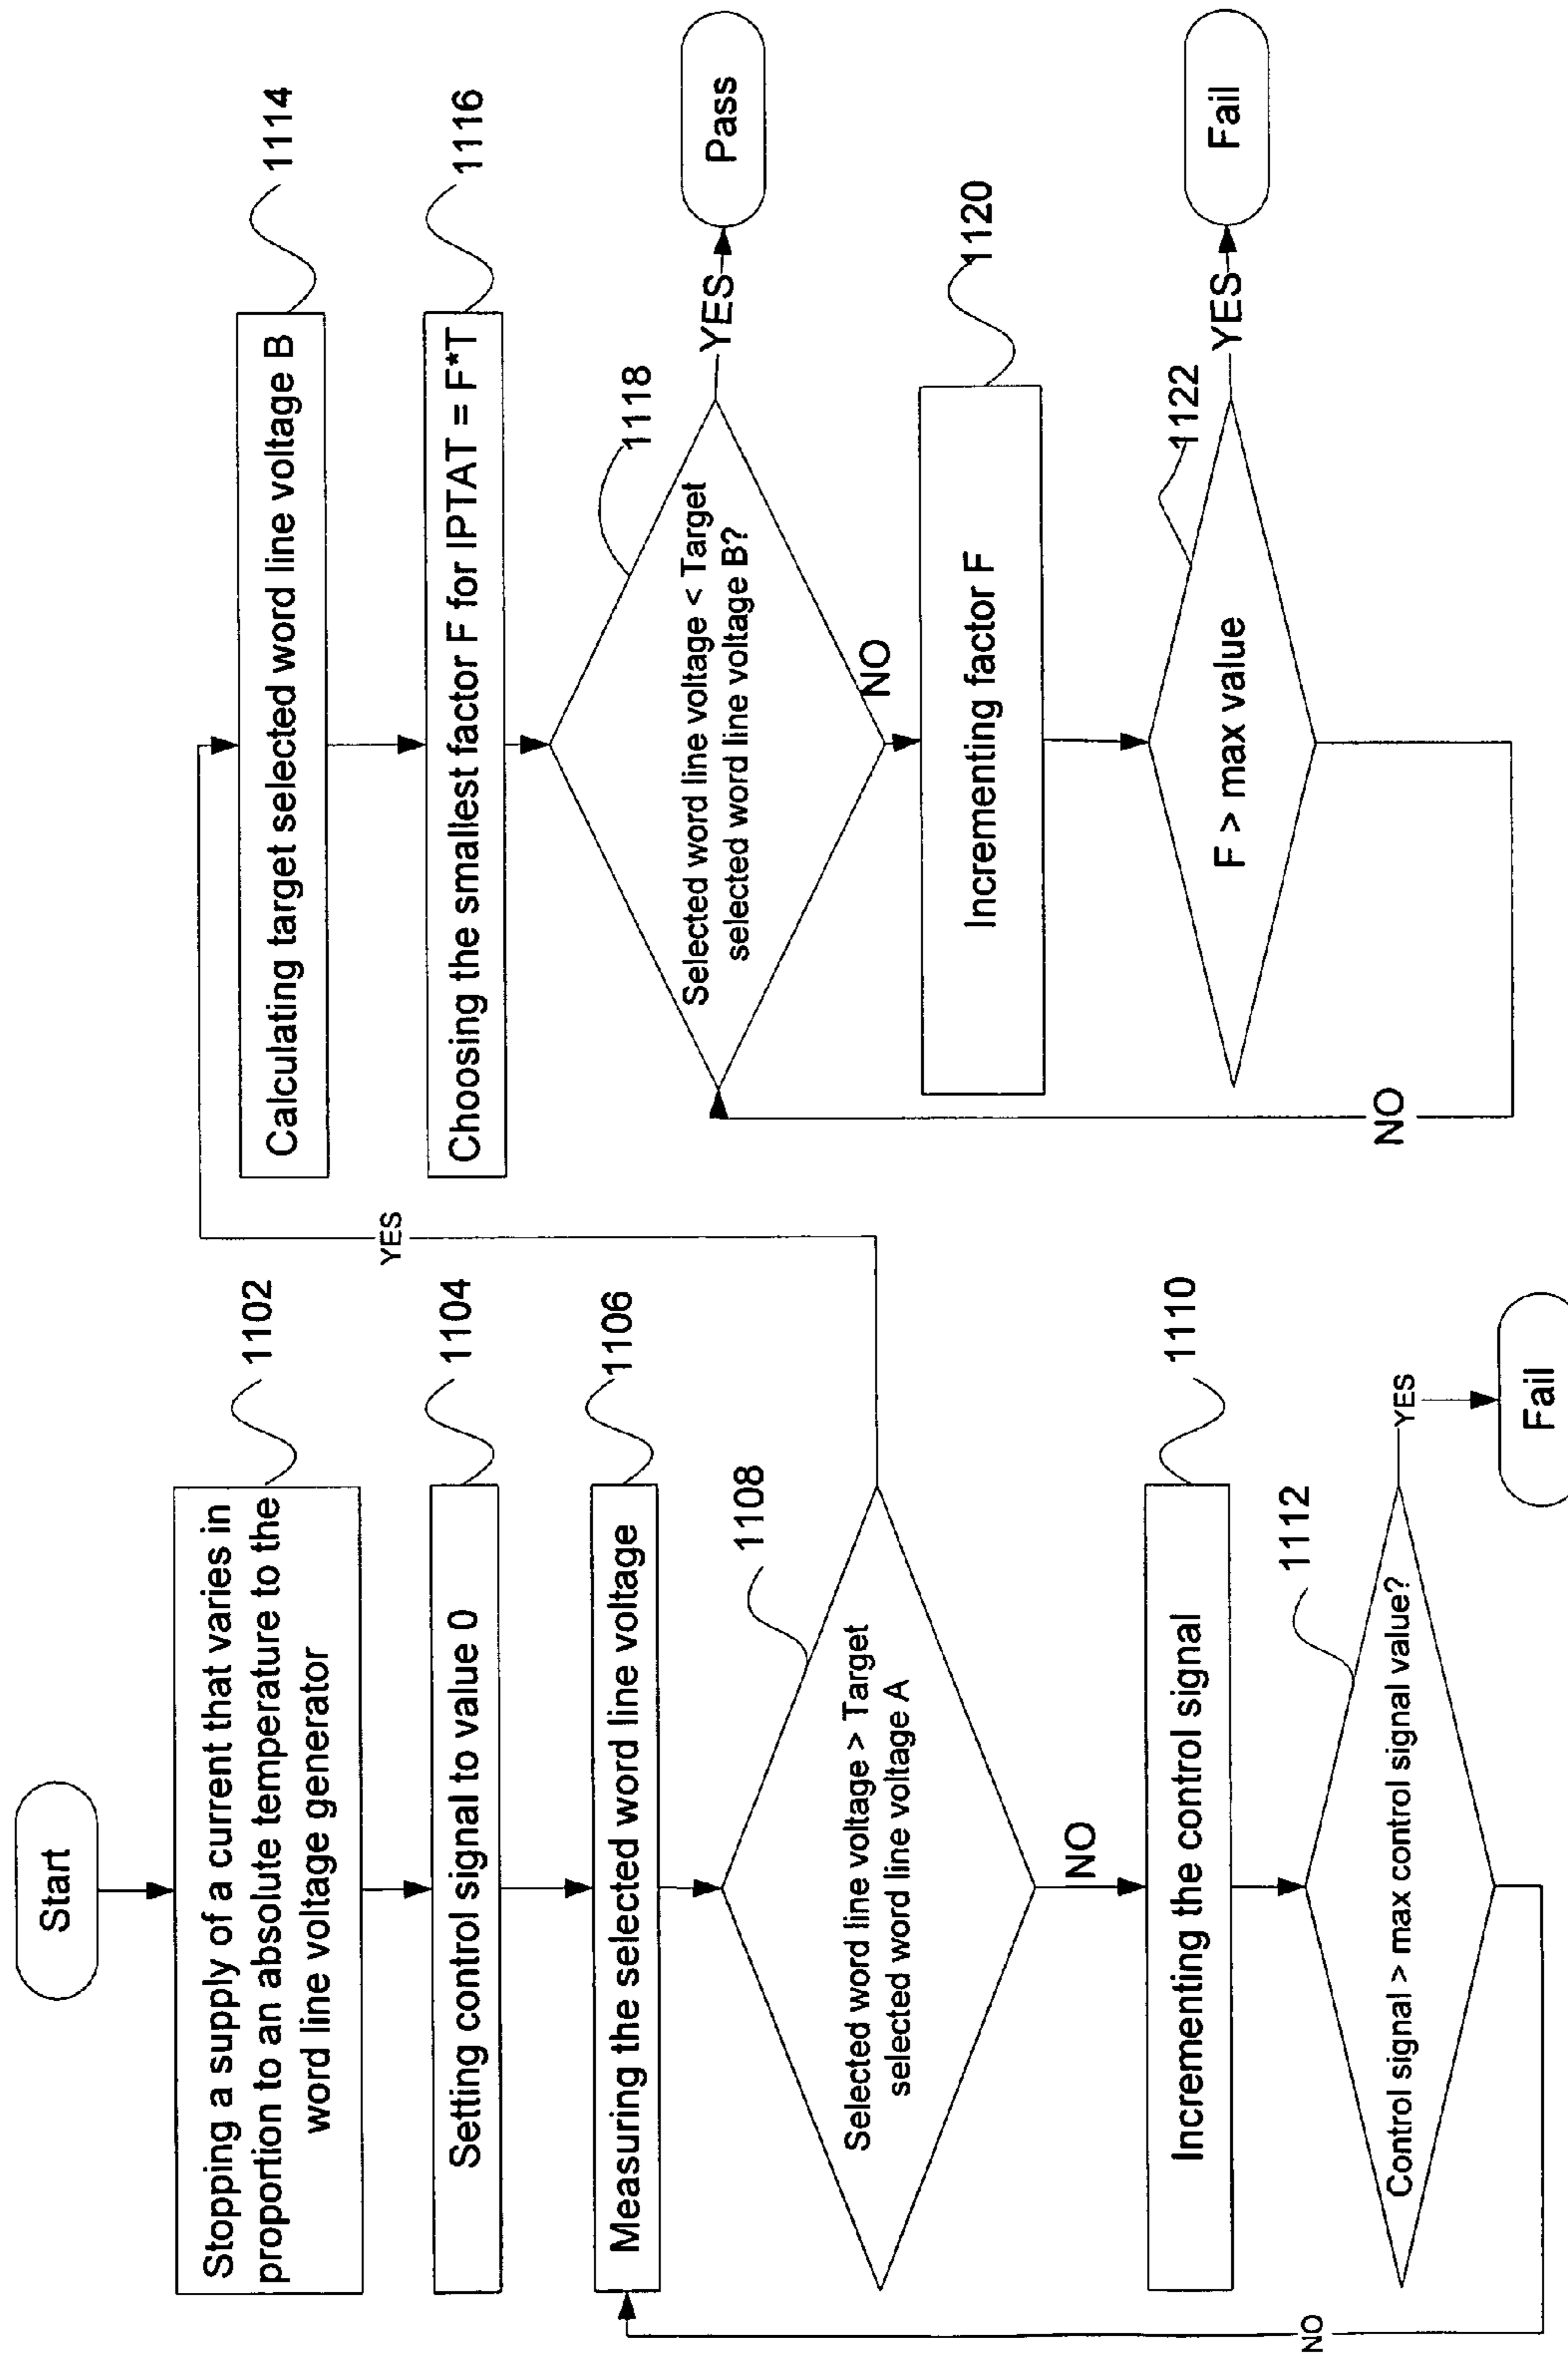 Start
Stopping a supply of a current that varies in
proportion to an absolute temperature to the
word line voltage generator
1102
Setting control signal to value 0
1104
Measuring the selected word line voltage
1106
1108
Selected word line voltage > Target
selected word line voltage A
YES
NO
Incrementing the control signal
1110
1112
Control signal > max control signal value?
YES
Fail
NO
Calculating target selected word line voltage B
1114
Choosing the smallest factor F for IPTAT = F*T
1116
1118
Selected word line voltage < Target
selected word line voltage B?
YES
Pass
NO
Incrementing factor F
1120
1122
F > max value
YES
Fail
NO